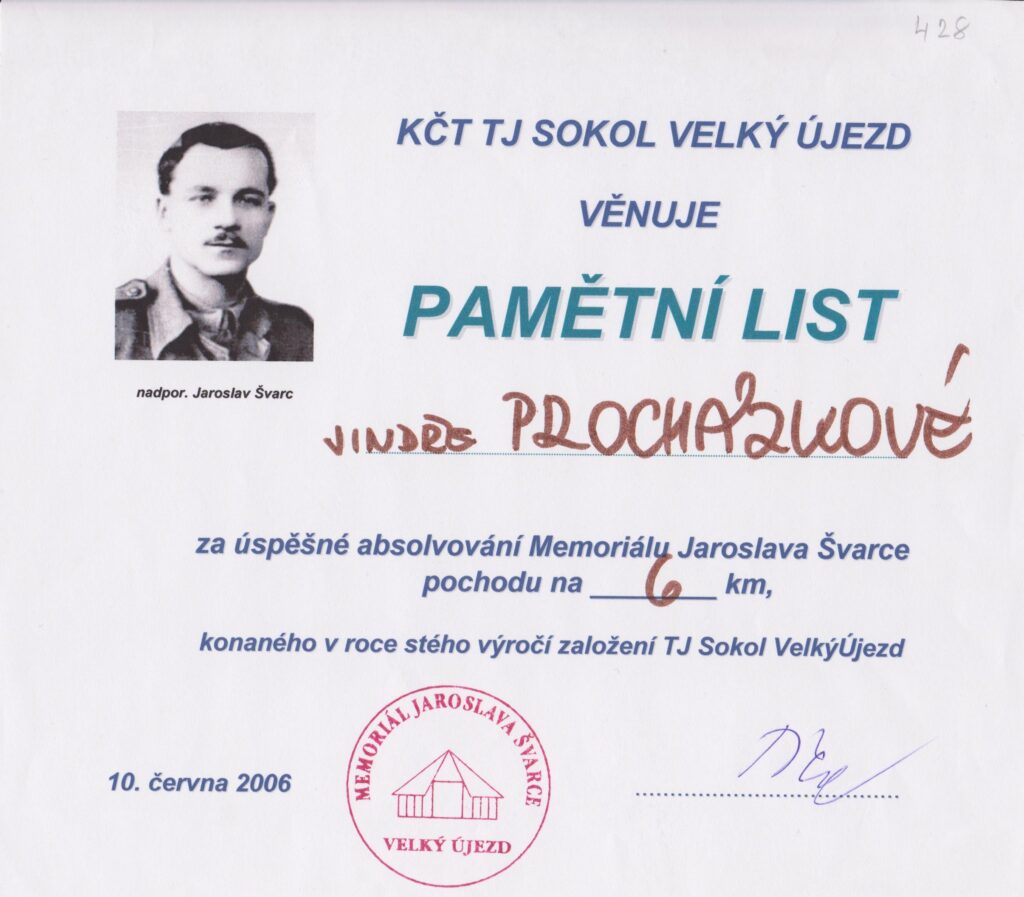 428
KČT TJ SOKOL VELKÝ ÚJEZD
VĚNUJE
PAMĚTNÍ LIST
nadpor. Jaroslav Švarc
JINDŘE PROCHÁZKOVÉ
za úspěšné absolvování Memoriálu Jaroslava Švarce
pochodu na 6 km,
konaného v roce stého výročí založení TJ Sokol VelkýÚjezd
MEMORIÁL JAROSLAVA ŠVARCE
VELKÝ ÚJEZD
10. června 2006